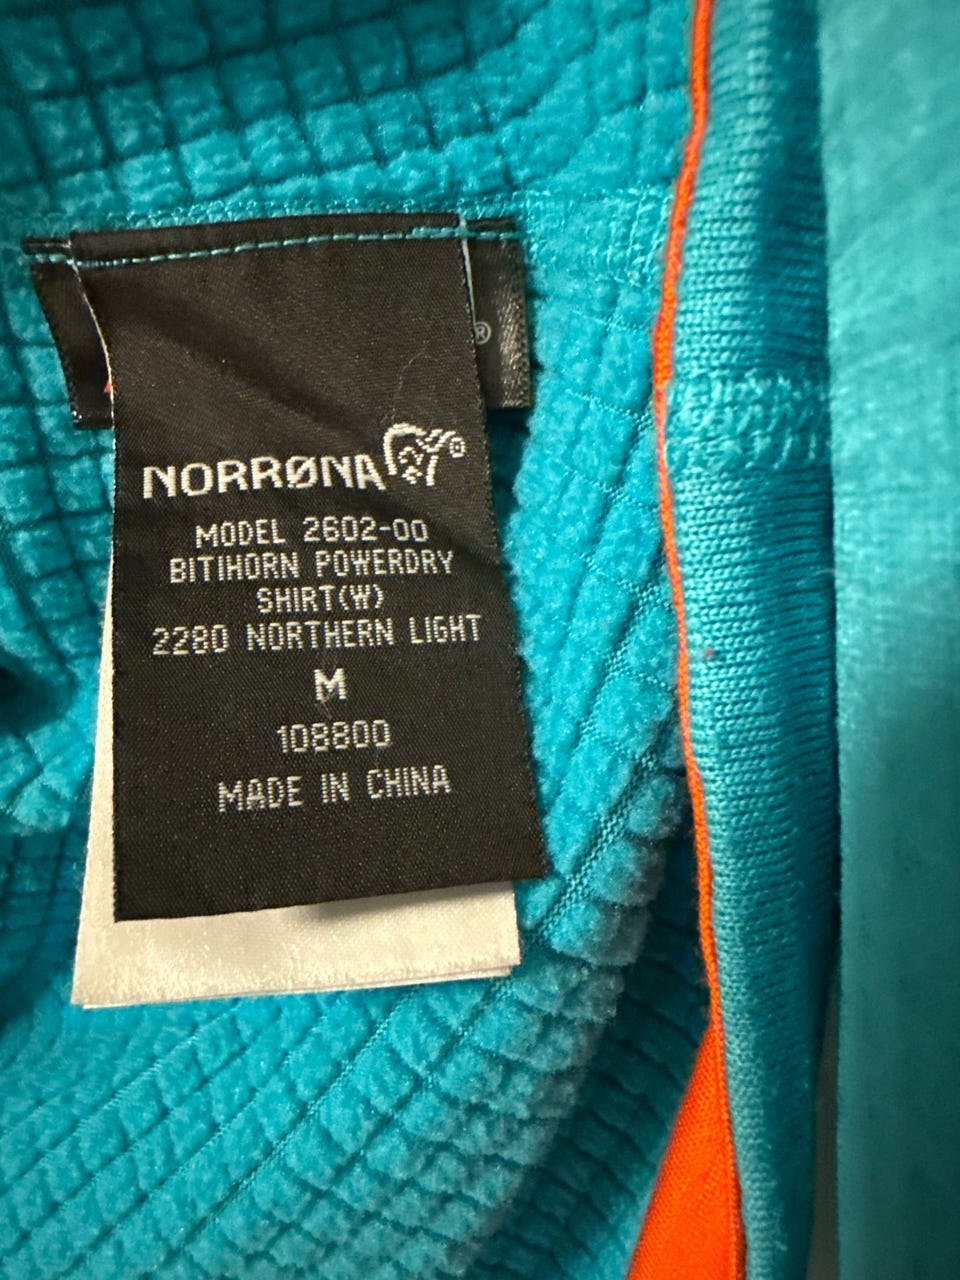 ®
NORRØNA
MODEL 2602-00
BITIHORN POWERDRY
SHIRT(W)
2280 NORTHERN LIGHT
M
108800
MADE IN CHINA